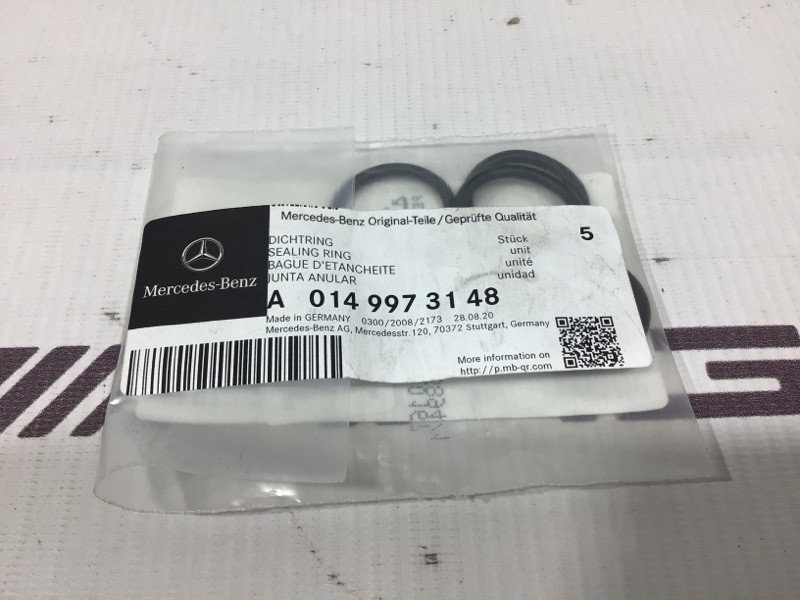 Mercedes-Benz Original-Teile/Geprüfte Qualität
Mercedes-Benz
DICHTRING
SEALING RING
BAGUE D'ETANCHEITE
JUNTA ANULAR
Stück 5
unit
unité
unidad
A 014 997 31 48
Made in GERMANY 0300/2008/2173 28.08.20
Mercedes-Benz AG, Mercedesstr.120, 70372 Stuttgart, Germany
More information on
http://p.mb-qr.com